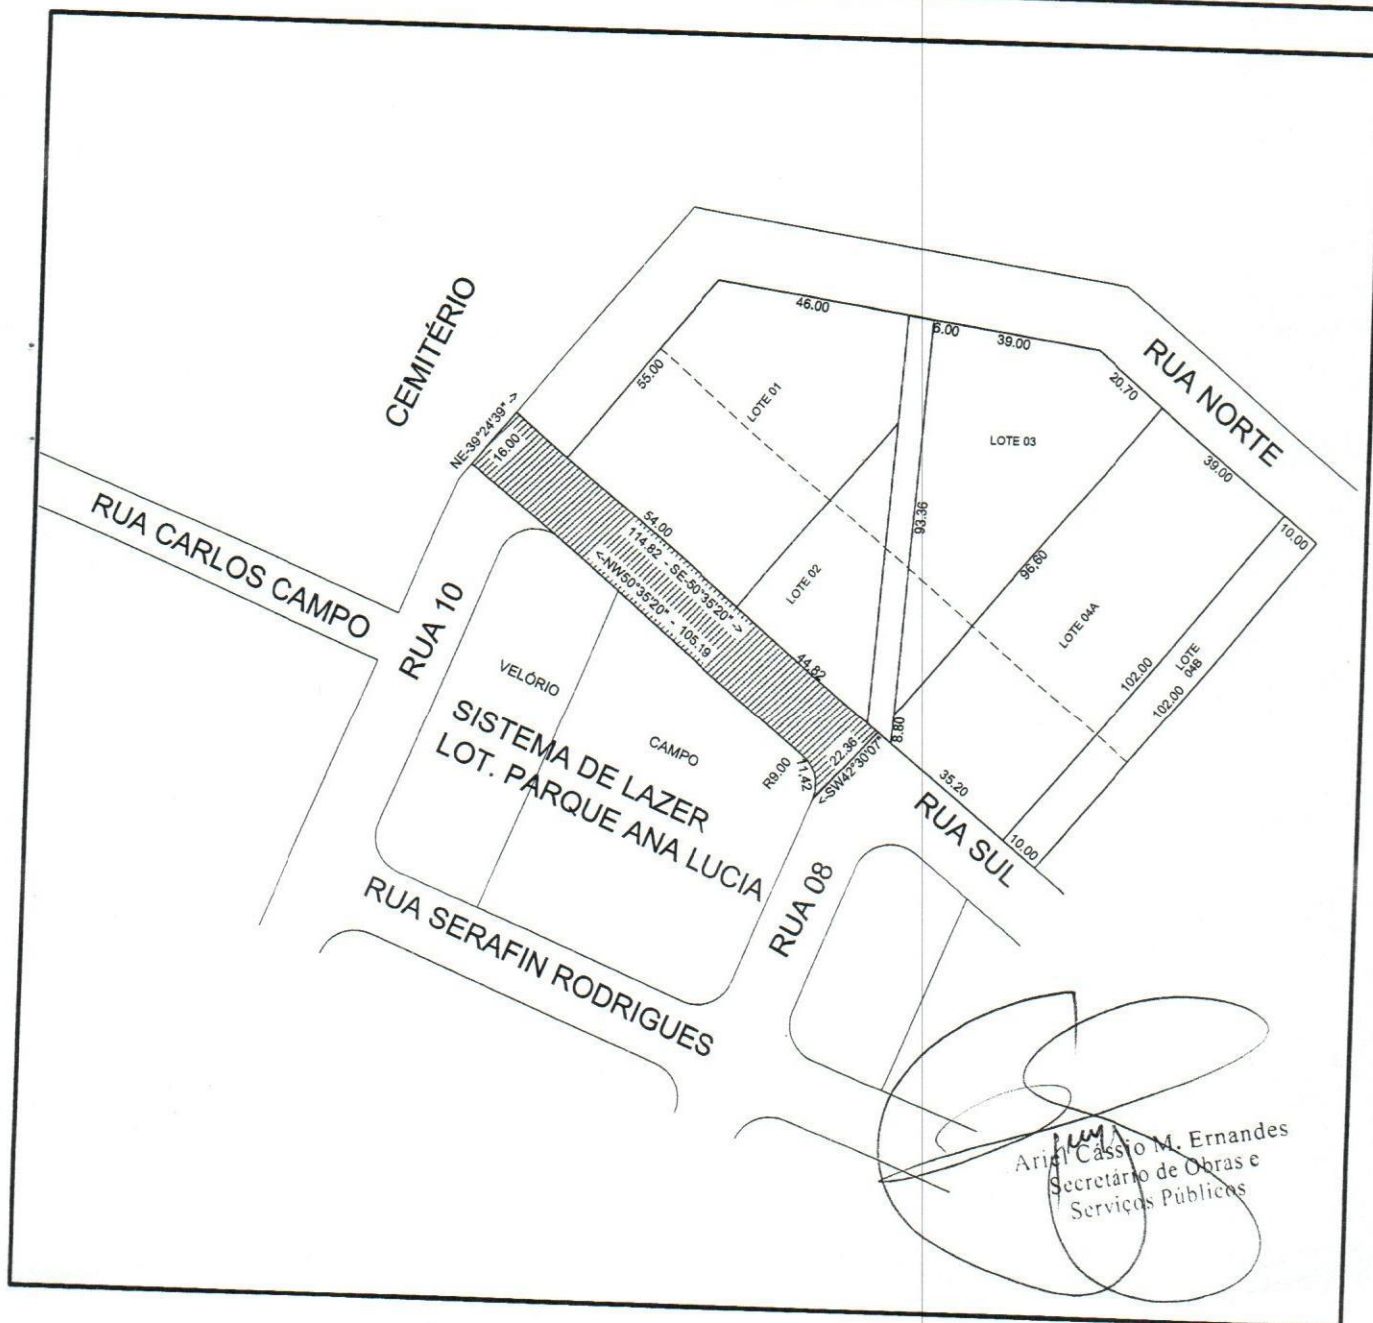 CEMITÉRIO
NE-39°24'39" ->
16.00
55.00
46.00
6.00
39.00
20.70
RUA NORTE
39.00
10.00
LOTE 01
LOTE 02
LOTE 03
93.36
96.60
LOTE 04A
102.00
LOTE
04B
102.00
54.00
114.82 - SE-50°35'20" ->
<-NW50°35'20" - 105.19
44.82
8.80
22.36
<-SW42°30'07"
R9.00
11.42
35.20
10.00
RUA SUL
RUA CARLOS CAMPO
RUA 10
VELÓRIO
CAMPO
SISTEMA DE LAZER
LOT. PARQUE ANA LUCIA
RUA 08
RUA SERAFIN RODRIGUES
Ariel Cássio M. Ernandes
Secretário de Obras e
Serviços Públicos